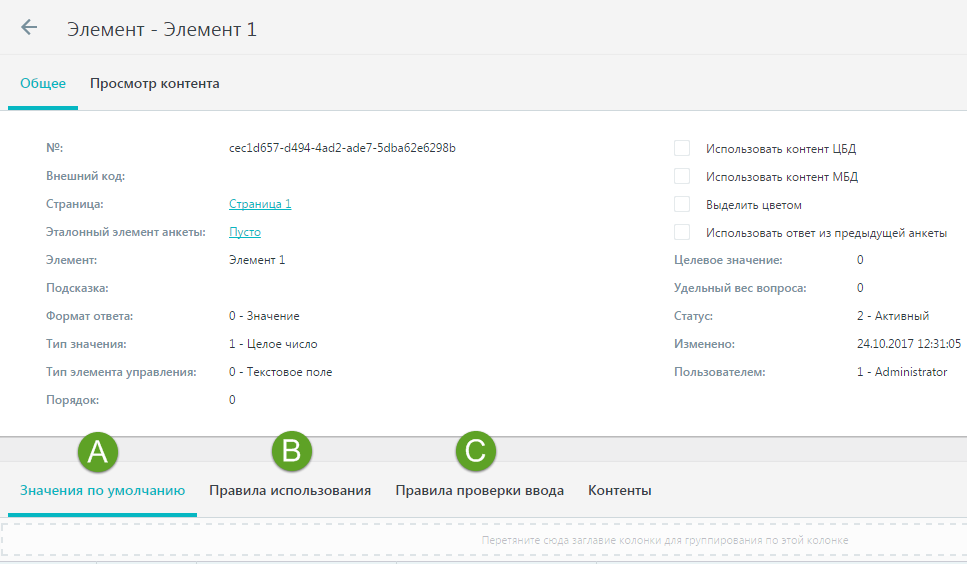 Элемент - Элемент 1
Общее Просмотр контента
№: cec1d657-d494-4ad2-ade7-5dba62e6298b
Внешний код:
Страница: Страница 1
Эталонный элемент анкеты: Пусто
Элемент: Элемент 1
Подсказка:
Формат ответа: 0 - Значение
Тип значения: 1 - Целое число
Тип элемента управления: 0 - Текстовое поле
Порядок: 0
Использовать контент ЦБД
Использовать контент МБД
Выделить цветом
Использовать ответ из предыдущей анкеты
Целевое значение: 0
Удельный вес вопроса: 0
Статус: 2 - Активный
Изменено: 24.10.2017 12:31:05
Пользователем: 1 - Administrator
A B C
Значения по умолчанию Правила использования Правила проверки ввода Контенты
Перетяните сюда заглавие колонки для группирования по этой колонке